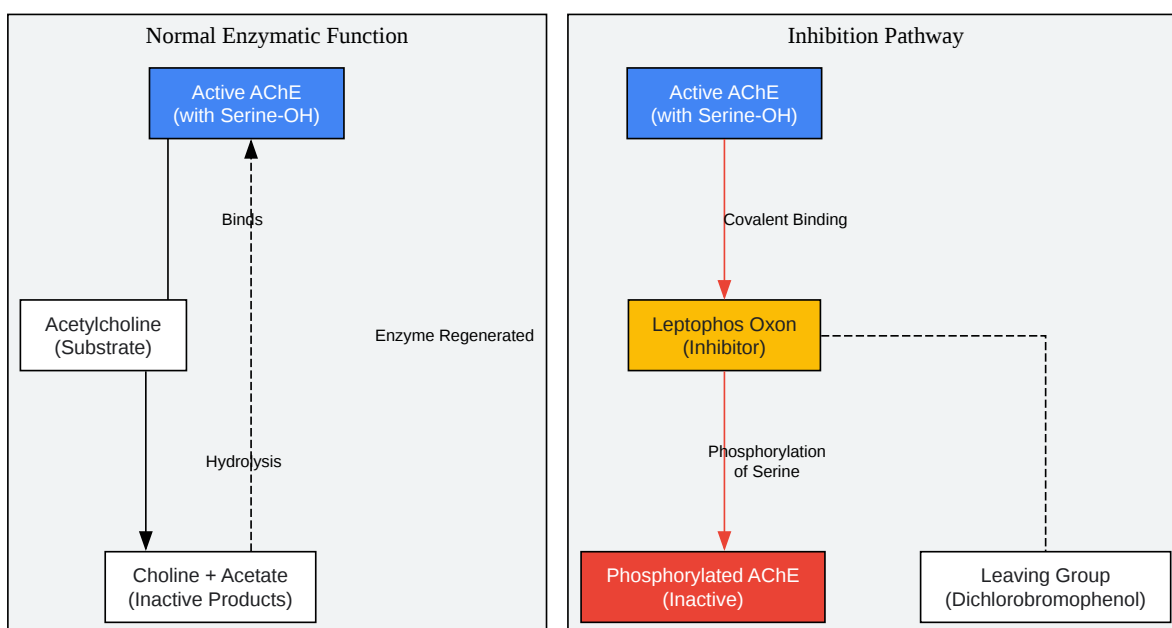 Normal Enzymatic Function
Active AChE
(with Serine-OH)
Binds
Acetylcholine
(Substrate)
Enzyme Regenerated
Hydrolysis
Choline + Acetate
(Inactive Products)
Inhibition Pathway
Active AChE
(with Serine-OH)
Covalent Binding
Leptophos Oxon
(Inhibitor)
Phosphorylation
of Serine
Phosphorylated AChE
(Inactive)
Leaving Group
(Dichlorobromophenol)